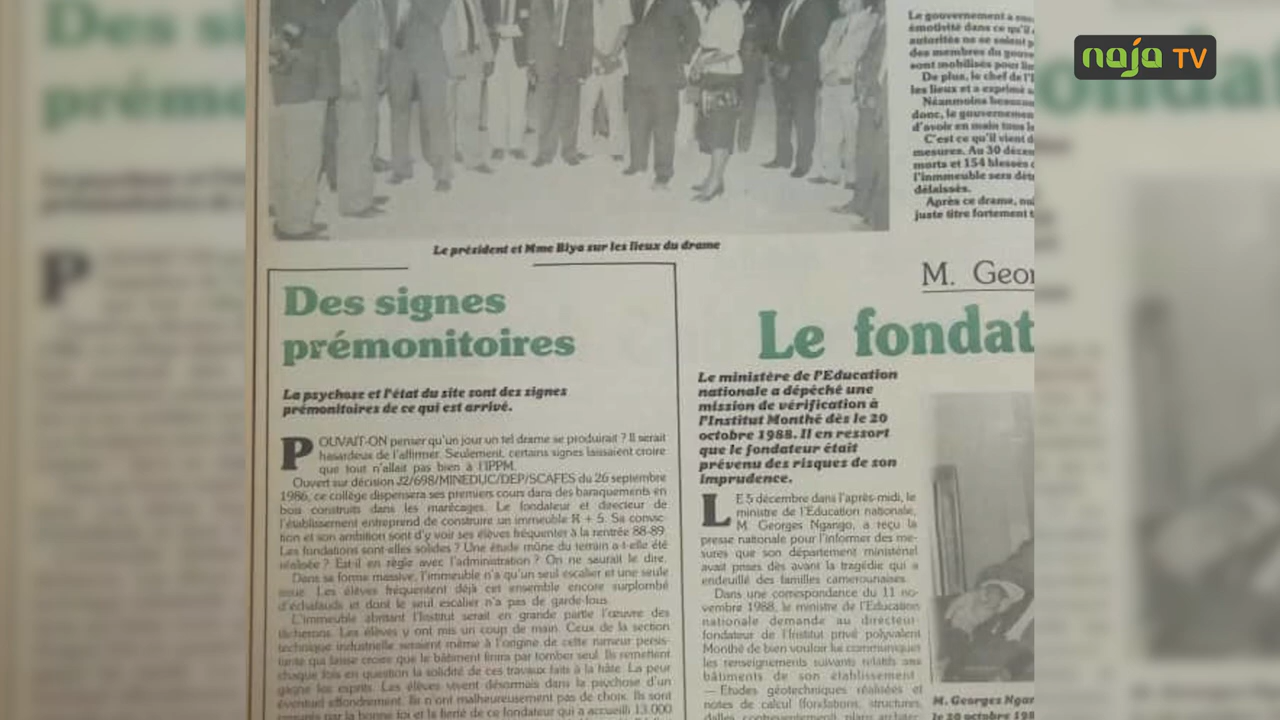 naja TV
Le gouvernement a
émotivité dans ce qu'il
autorités ne se soient
des membres du
sont mobilisés pour
De plus, le chef de
les lieux et a exprimé
Néanmoins
donc, le gouvernement
d'avoir en main tous
C'est ce qu'il vient
mesures. Au 30
morts et 154 blessés
l'inmmeuble sera
délaissés.
Après ce drame,
juste titre fortement
Le président et Mme Biya sur les lieux du drame
Des signes
prémonitoires
La psychose et l'état du site sont des signes
prémonitoires de ce qui est arrivé.
POUVAIT-ON penser qu'un jour un tel drame se produirait ? Il serait
hasardeux de l'affirmer. Seulement, certains signes laissaient croire
que tout n'allait pas bien à l'IPPM.
Ouvert sur décision J2/698/MINEDUC/DEP/SCAFES du 26 septembre
1986, ce collège dispensera ses premiers cours dans des baraquements en
bois construits dans les marécages. Le fondateur et directeur de
l'établissement entreprend de construire un immeuble R + 5. Sa convic-
tion et son ambition sont d'y voir ses élèves fréquenter à la rentrée 88-89.
Les fondations sont-elles solides ? Une étude mûne du terrain a-t-elle été
réalisée ? Est-il en règle avec l'administration ? On ne saurait le dire.
Dans sa forme massive, l'immeuble n'a qu'un seul escalier et une seule
issue. Les élèves fréquentent déjà cet ensemble encore surplombé
d'échafauds et dont le seul escalier n'a pas de garde-fous.
L'immeuble abritant l'Institut serait en grande partie l'œuvre des
tâcherons. Les élèves y ont mis un coup de main. Ceux de la section
technique industrielle seraient même à l'origine de cette rumeur persis-
tante qui laisse croire que le bâtiment finira par tomber seul. Ils remettent
chaque fois en question la solidité de ces travaux faits à la hâte. La peur
gagne les esprits. Les élèves vivent désormais dans la psychose d'un
éventuel effondrement. Ils n'ont malheureusement pas de choix. Ils sont
par la bonne foi et la fierté de ce fondateur qui a accueilli 13.000
M. Geor
Le fondat
Le ministère de l'Education
nationale a dépêché une
mission de vérification à
l'Institut Monthé dès le 20
octobre 1988. Il en ressort
que le fondateur était
prévenu des risques de son
imprudence.
LE 5 décembre dans l'après-midi, le
ministre de l'Education nationale,
M. Georges Ngango, a reçu la
presse nationale pour l'informer des me-
sures que son département ministériel
avait prises dès avant la tragédie qui a
endeuillé des familles camerounaises.
Dans une correspondance du 11 no-
vembre 1988, le ministre de l'Education
nationale demande au directeur-
fondateur de l'Institut privé polyvalent
Monthé de bien vouloir lui communiquer
les renseignements suivants relatifs aux
bâtiments de son établissement :
— Etudes géotechniques réalisées et
notes de calcul (fondations, structures,
dalles, contreventement, plans
M. Georges Ngan
le 20 octobre 198